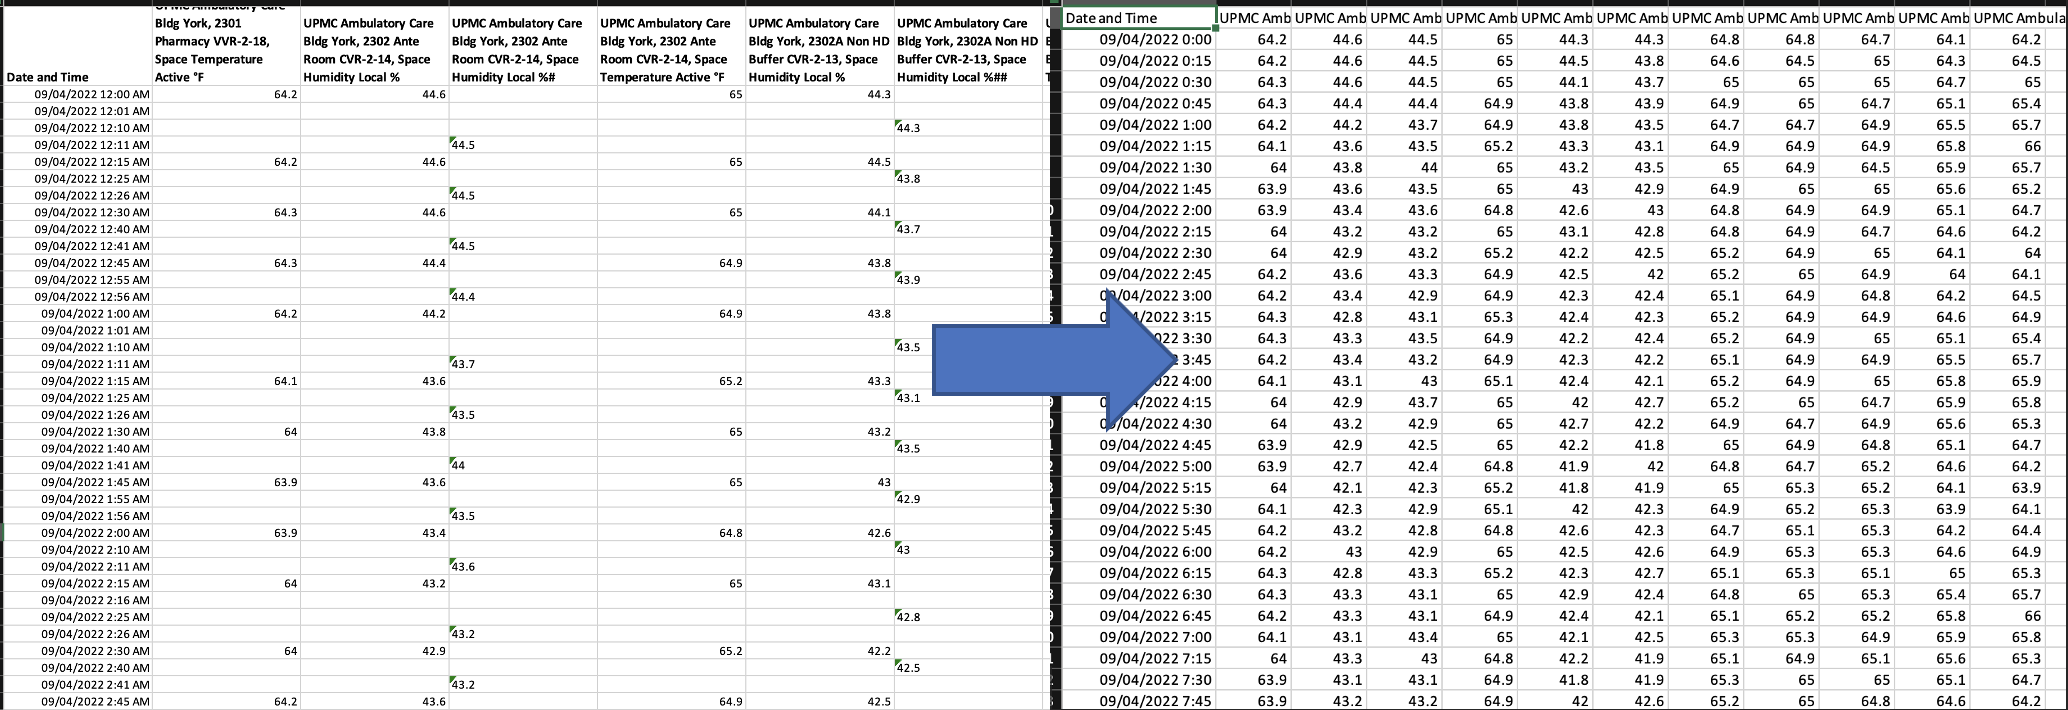 Bldg York, 2301
Pharmacy VVR-2-18,
Space Temperature
Active °F
UPMC Ambulatory Care
Bldg York, 2302 Ante
Room CVR-2-14, Space
Humidity Local %
UPMC Ambulatory Care
Bldg York, 2302 Ante
Room CVR-2-14, Space
Humidity Local %#
UPMC Ambulatory Care
Bldg York, 2302 Ante
Room CVR-2-14, Space
Temperature Active °F
UPMC Ambulatory Care
Bldg York, 2302A Non HD
Buffer CVR-2-13, Space
Humidity Local %
UPMC Ambulatory Care
Bldg York, 2302A Non HD
Buffer CVR-2-13, Space
Humidity Local %##
Date and Time
09/04/2022 12:00 AM 64.2 44.6 65 44.3
09/04/2022 12:01 AM
09/04/2022 12:10 AM 44.3
09/04/2022 12:11 AM 44.5
09/04/2022 12:15 AM 64.2 44.6 65 44.5
09/04/2022 12:25 AM 43.8
09/04/2022 12:26 AM 44.5
09/04/2022 12:30 AM 64.3 44.6 65 44.1
09/04/2022 12:40 AM 43.7
09/04/2022 12:41 AM 44.5
09/04/2022 12:45 AM 64.3 44.4 64.9 43.8
09/04/2022 12:55 AM 43.9
09/04/2022 12:56 AM 44.4
09/04/2022 1:00 AM 64.2 44.2 64.9 43.8
09/04/2022 1:01 AM
09/04/2022 1:10 AM 43.5
09/04/2022 1:11 AM 43.7
09/04/2022 1:15 AM 64.1 43.6 65.2 43.3
09/04/2022 1:25 AM 43.1
09/04/2022 1:26 AM 43.5
09/04/2022 1:30 AM 64 43.8 65 43.2
09/04/2022 1:40 AM 43.5
09/04/2022 1:41 AM 44
09/04/2022 1:45 AM 63.9 43.6 65 43
09/04/2022 1:55 AM 42.9
09/04/2022 1:56 AM 43.5
09/04/2022 2:00 AM 63.9 43.4 64.8 42.6
09/04/2022 2:10 AM 43
09/04/2022 2:11 AM 43.6
09/04/2022 2:15 AM 64 43.2 65 43.1
09/04/2022 2:16 AM
09/04/2022 2:25 AM 42.8
09/04/2022 2:26 AM 43.2
09/04/2022 2:30 AM 64 42.9 65.2 42.2
09/04/2022 2:40 AM 42.5
09/04/2022 2:41 AM 43.2
09/04/2022 2:45 AM 64.2 43.6 64.9 42.5
Date and Time UPMC Amb UPMC Amb UPMC Amb UPMC Amb UPMC Amb UPMC Amb UPMC Amb UPMC Amb UPMC Amb UPMC Amb UPMC Ambula
09/04/2022 0:00 64.2 44.6 44.5 65 44.3 44.3 64.8 64.8 64.7 64.1 64.2
09/04/2022 0:15 64.2 44.6 44.5 65 44.5 43.8 64.6 64.5 65 64.3 64.5
09/04/2022 0:30 64.3 44.6 44.5 65 44.1 43.7 65 65 65 64.7 65
09/04/2022 0:45 64.3 44.4 44.4 64.9 43.8 43.9 64.9 65 64.7 65.1 65.4
09/04/2022 1:00 64.2 44.2 43.7 64.9 43.8 43.5 64.7 64.7 64.9 65.5 65.7
09/04/2022 1:15 64.1 43.6 43.5 65.2 43.3 43.1 64.9 64.9 64.9 65.8 66
09/04/2022 1:30 64 43.8 44 65 43.2 43.5 65 64.9 64.5 65.9 65.7
09/04/2022 1:45 63.9 43.6 43.5 65 43 42.9 64.9 65 65 65.6 65.2
09/04/2022 2:00 63.9 43.4 43.6 64.8 42.6 43 64.8 64.9 64.9 65.1 64.7
09/04/2022 2:15 64 43.2 43.2 65 43.1 42.8 64.8 64.9 64.7 64.6 64.2
09/04/2022 2:30 64 42.9 43.2 65.2 42.2 42.5 65.2 64.9 65 64.1 64
09/04/2022 2:45 64.2 43.6 43.3 64.9 42.5 42 65.2 65 64.9 64 64.1
/04/2022 3:00 64.2 43.4 42.9 64.9 42.3 42.4 65.1 64.9 64.8 64.2 64.5
/2022 3:15 64.3 42.8 43.1 65.3 42.4 42.3 65.2 64.9 64.9 64.6 64.9
3:30 64.3 43.3 43.5 64.9 42.2 42.4 65.2 64.9 65 65.1 65.4
3:45 64.2 43.4 43.2 64.9 42.3 42.2 65.1 64.9 64.9 65.5 65.7
4:00 64.1 43.1 43 65.1 42.4 42.1 65.2 64.9 65 65.8 65.9
/2022 4:15 64 42.9 43.7 65 42 42.7 65.2 65 64.7 65.9 65.8
/04/2022 4:30 64 43.2 42.9 65 42.7 42.2 64.9 64.7 64.9 65.6 65.3
09/04/2022 4:45 63.9 42.9 42.5 65 42.2 41.8 65 64.9 64.8 65.1 64.7
09/04/2022 5:00 63.9 42.7 42.4 64.8 41.9 42 64.8 64.7 65.2 64.6 64.2
09/04/2022 5:15 64 42.1 42.3 65.2 41.8 41.9 65 65.3 65.2 64.1 63.9
09/04/2022 5:30 64.1 42.3 42.9 65.1 42 42.3 64.9 65.2 65.3 63.9 64.1
09/04/2022 5:45 64.2 43.2 42.8 64.8 42.6 42.3 64.7 65.1 65.3 64.2 64.4
09/04/2022 6:00 64.2 43 42.9 65 42.5 42.6 64.9 65.3 65.3 64.6 64.9
09/04/2022 6:15 64.3 42.8 43.3 65.2 42.3 42.7 65.1 65.3 65.1 65 65.3
09/04/2022 6:30 64.3 43.3 43.1 65 42.9 42.4 64.8 65 65.3 65.4 65.7
09/04/2022 6:45 64.2 43.3 43.1 64.9 42.4 42.1 65.1 65.2 65.2 65.8 66
09/04/2022 7:00 64.1 43.1 43.4 65 42.1 42.5 65.3 65.3 64.9 65.9 65.8
09/04/2022 7:15 64 43.3 43 64.8 42.2 41.9 65.1 64.9 65.1 65.6 65.3
09/04/2022 7:30 63.9 43.1 43.1 64.9 41.8 41.9 65.3 65 65 65.1 64.7
09/04/2022 7:45 63.9 43.2 43.2 64.9 42 42.6 65.2 65 64.8 64.6 64.2